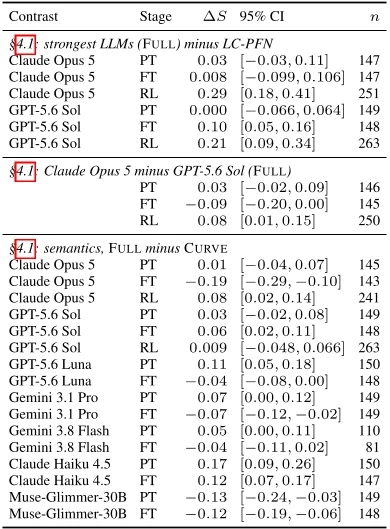 Contrast Stage ΔS 95% CI n
§4.1: strongest LLMs (FULL) minus LC-PFN
Claude Opus 5 PT 0.03 [−0.03, 0.11] 147
Claude Opus 5 FT 0.008 [−0.099, 0.106] 147
Claude Opus 5 RL 0.29 [0.18, 0.41] 251
GPT-5.6 Sol PT 0.000 [−0.066, 0.064] 149
GPT-5.6 Sol FT 0.10 [0.05, 0.16] 148
GPT-5.6 Sol RL 0.21 [0.09, 0.34] 263
§4.1: Claude Opus 5 minus GPT-5.6 Sol (FULL)
PT 0.03 [−0.02, 0.09] 146
FT −0.09 [−0.20, 0.00] 145
RL 0.08 [0.01, 0.15] 250
§4.1: semantics, FULL minus CURVE
Claude Opus 5 PT 0.01 [−0.04, 0.07] 145
Claude Opus 5 FT −0.19 [−0.29, −0.10] 143
Claude Opus 5 RL 0.08 [0.02, 0.14] 241
GPT-5.6 Sol PT 0.03 [−0.02, 0.08] 149
GPT-5.6 Sol FT 0.06 [0.02, 0.11] 148
GPT-5.6 Sol RL 0.009 [−0.048, 0.066] 263
GPT-5.6 Luna PT 0.11 [0.05, 0.18] 150
GPT-5.6 Luna FT −0.04 [−0.08, 0.00] 148
Gemini 3.1 Pro PT 0.07 [0.00, 0.12] 149
Gemini 3.1 Pro FT −0.07 [−0.12, −0.02] 149
Gemini 3.8 Flash PT 0.05 [0.00, 0.11] 110
Gemini 3.8 Flash FT −0.04 [−0.11, 0.02] 81
Claude Haiku 4.5 PT 0.17 [0.09, 0.26] 150
Claude Haiku 4.5 FT 0.12 [0.07, 0.17] 147
Muse-Glimmer-30B PT −0.13 [−0.24, −0.03] 149
Muse-Glimmer-30B FT −0.12 [−0.19, −0.06] 148